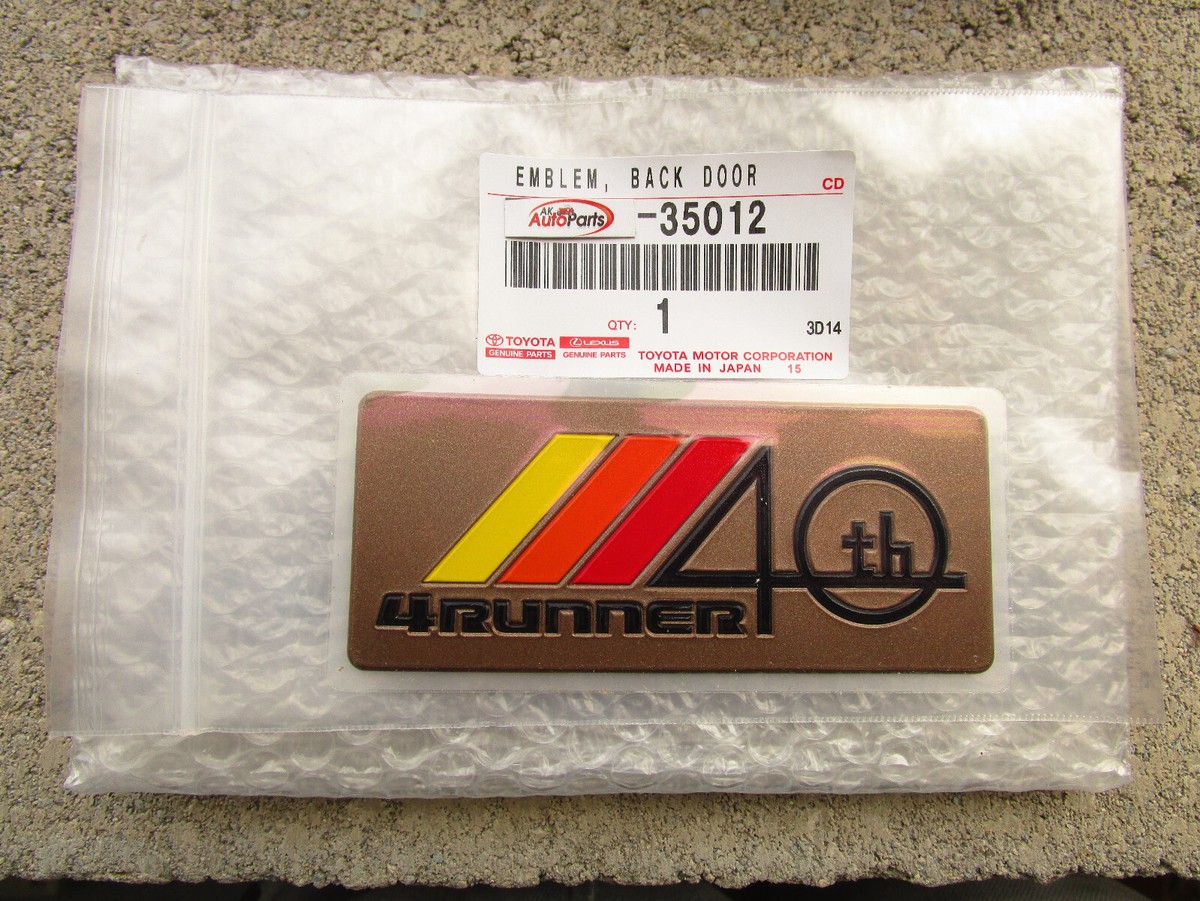 EMBLEM, BACK DOOR
CD
AK AutoParts -35012
QTY: 1
3D14
TOYOTA LEXUS
GENUINE PARTS GENUINE PARTS
TOYOTA MOTOR CORPORATION
MADE IN JAPAN 15
40th
4RUNNER